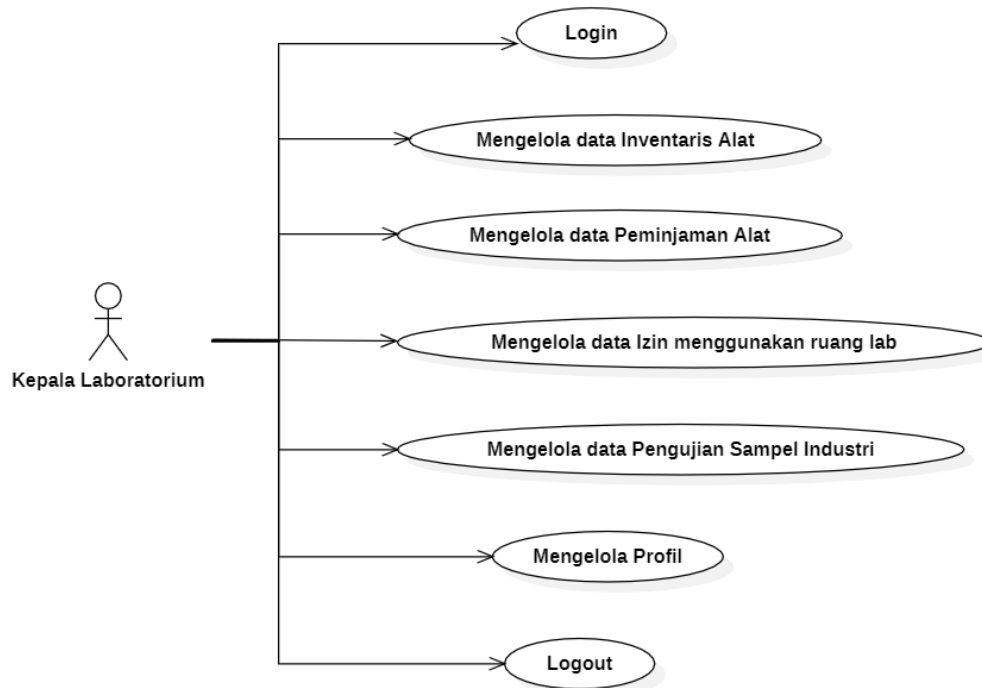 Login
Mengelola data Inventaris Alat
Mengelola data Peminjaman Alat
Mengelola data Izin menggunakan ruang lab
Kepala Laboratorium
Mengelola data Pengujian Sampel Industri
Mengelola Profil
Logout